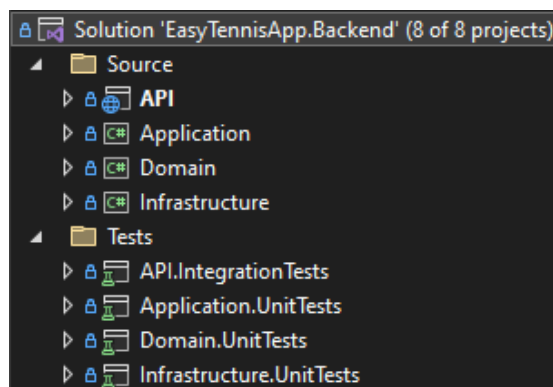 Solution 'EasyTennisApp.Backend' (8 of 8 projects)
Source
API
C# Application
C# Domain
C# Infrastructure
Tests
API.IntegrationTests
Application.UnitTests
Domain.UnitTests
Infrastructure.UnitTests